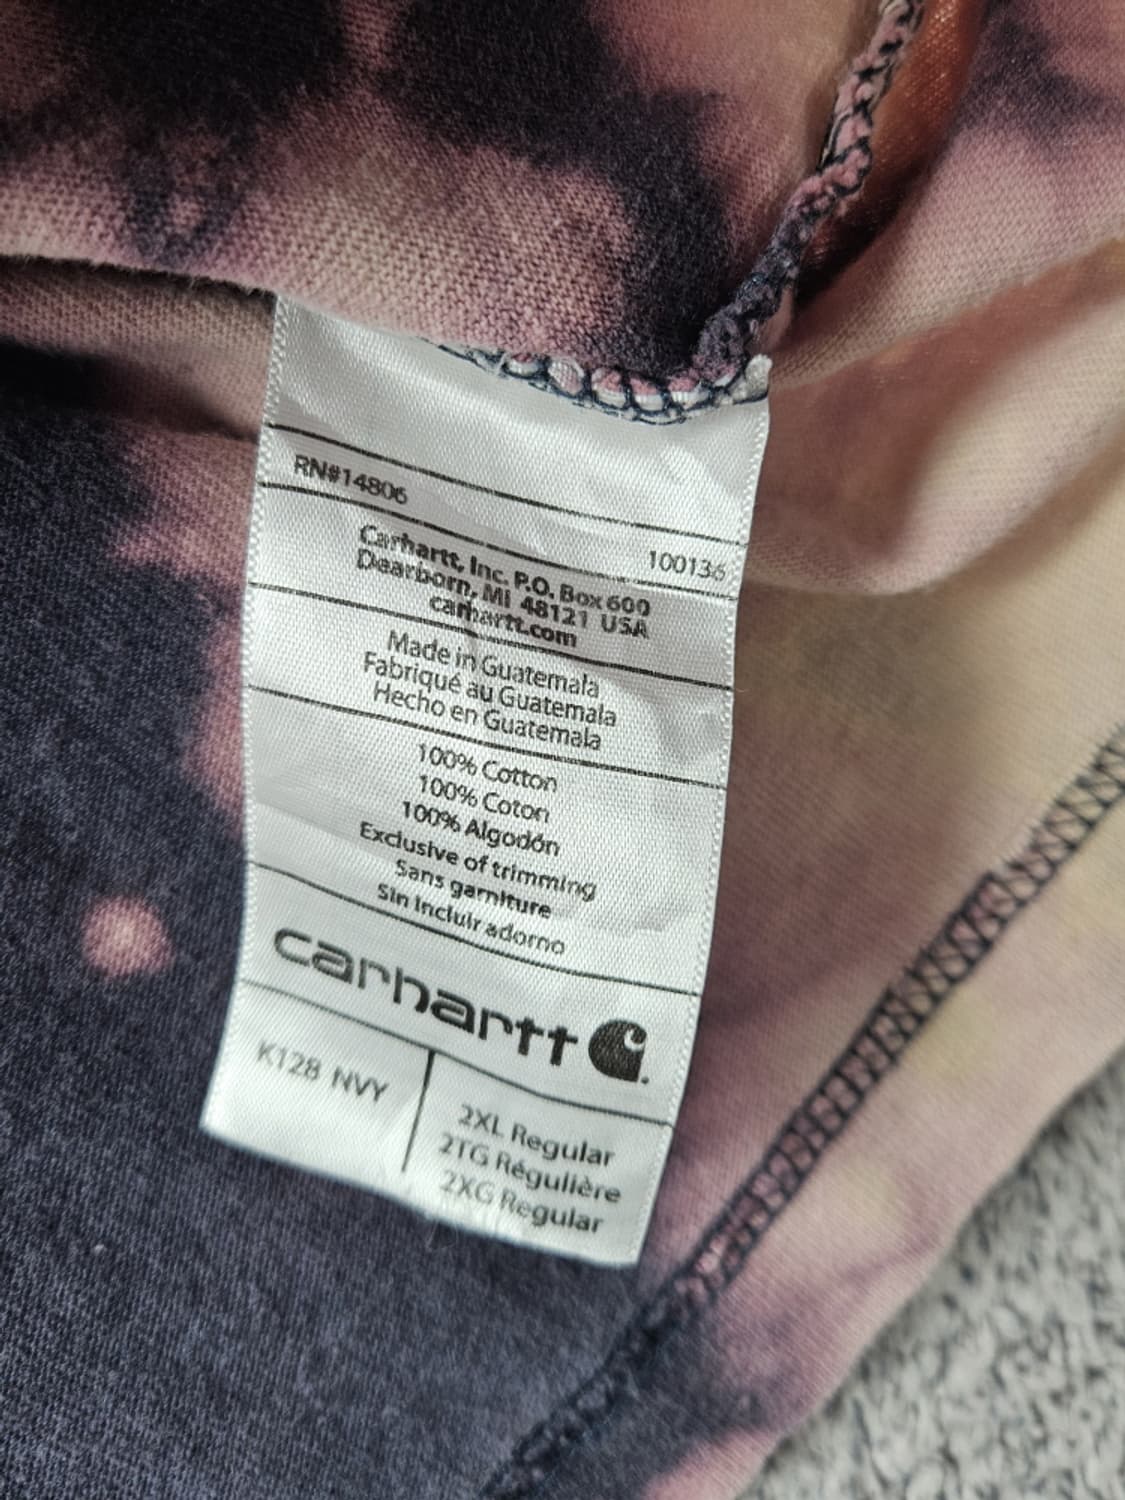 RN#14806
100136
Carhartt, Inc. P.O. Box 600
Dearborn, MI 48121 USA
carhartt.com
Made in Guatemala
Fabriqué au Guatemala
Hecho en Guatemala
100% Cotton
100% Coton
100% Algodón
Exclusive of trimming
Sans garniture
Sin incluir adorno
carhartt
K128 NVY
2XL Regular
2TG Régulière
2XG Regular